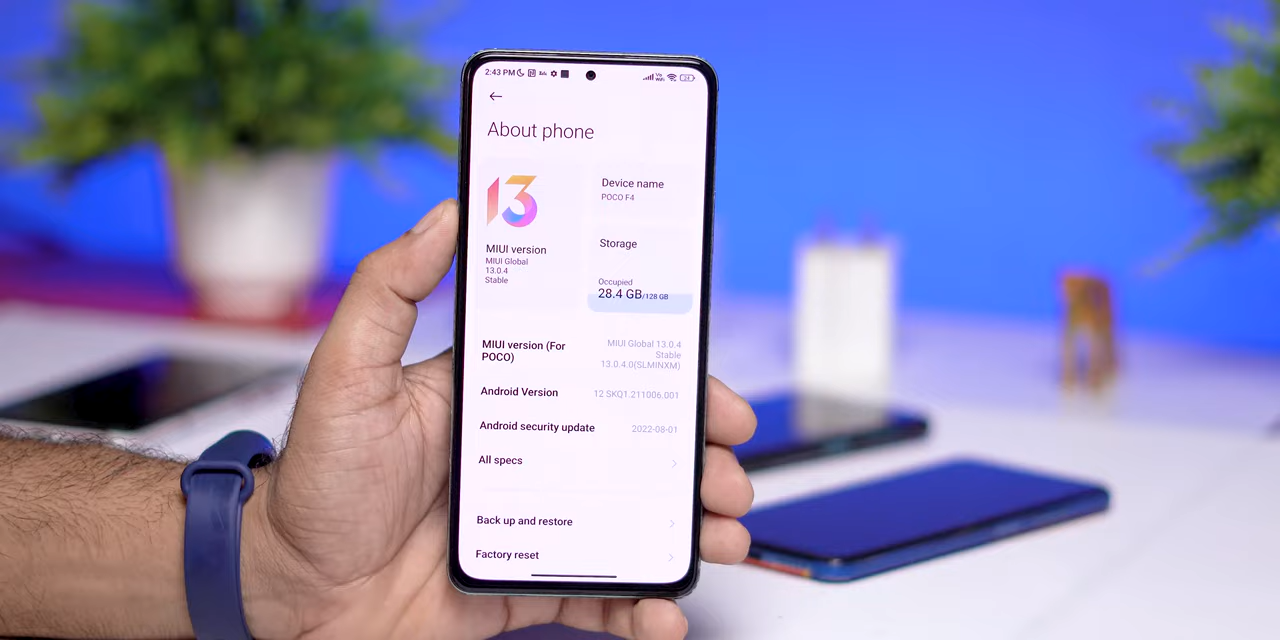 2:43 PM
About phone
13
Device name
POCO F4
MIUI version
MIUI Global
13.0.4
Stable
Storage
Occupied
28.4 GB/128 GB
MIUI version (For
POCO)
MIUI Global 13.0.4
Stable
13.0.4.0(SLMINXM)
Android Version
12 SKQ1.211006.001
Android security update
2022-08-01
All specs
Back up and restore
Factory reset